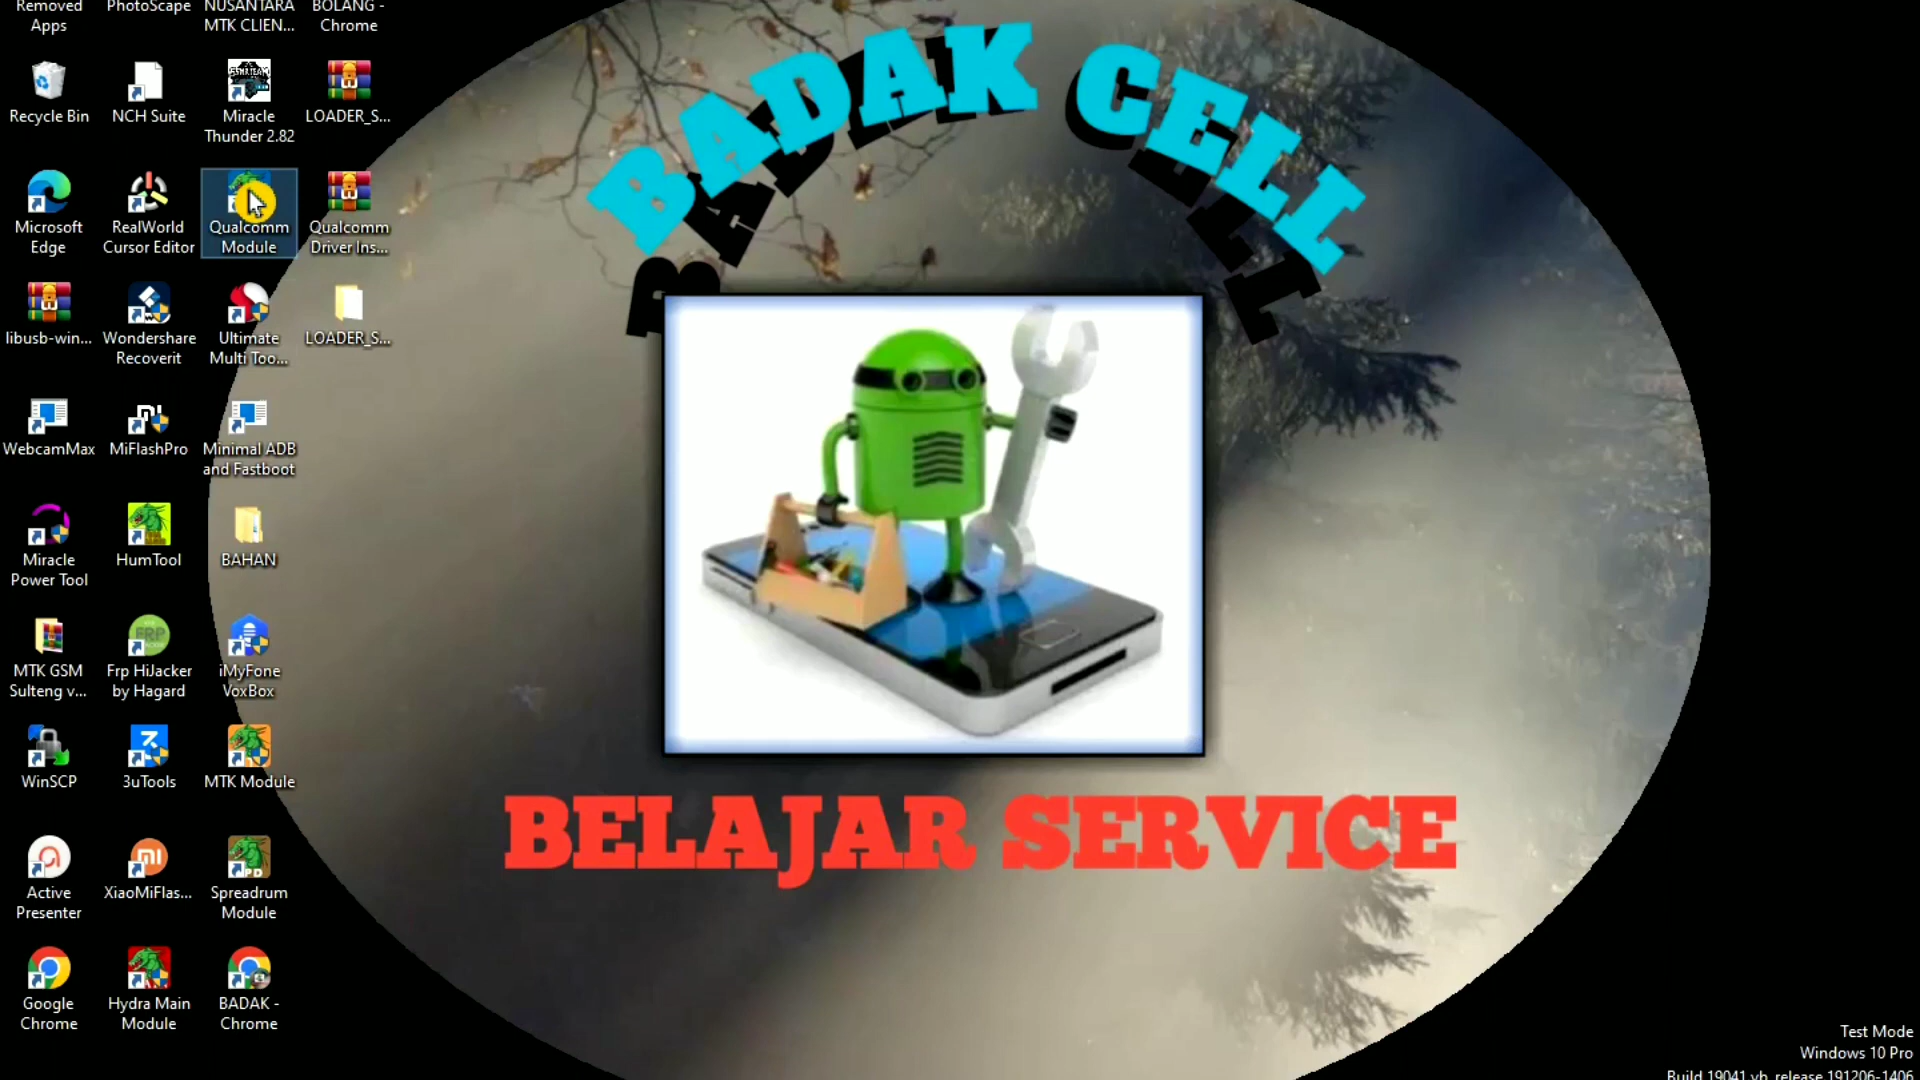 Removed
Apps
PhotoScape
NUSANTARA
MTK CLIEN...
BOLANG -
Chrome
Recycle Bin
NCH Suite
Miracle
Thunder 2.82
LOADER_S...
Microsoft
Edge
RealWorld
Cursor Editor
Qualcomm
Module
Qualcomm
Driver Ins...
libusb-win...
Wondershare
Recoverit
Ultimate
Multi Too...
LOADER_S...
WebcamMax
MiFlashPro
Minimal ADB
and Fastboot
Miracle
Power Tool
HumTool
BAHAN
MTK GSM
Sulteng v...
FRP
Frp HiJacker
by Hagard
iMyFone
VoxBox
WinSCP
3uTools
MTK Module
Active
Presenter
XiaoMiFlas...
Spreadrum
Module
Google
Chrome
Hydra Main
Module
BADAK -
Chrome
BADAK CELL
BELAJAR SERVICE
Test Mode
Windows 10 Pro
Build 19041.vb_release.191206-1406